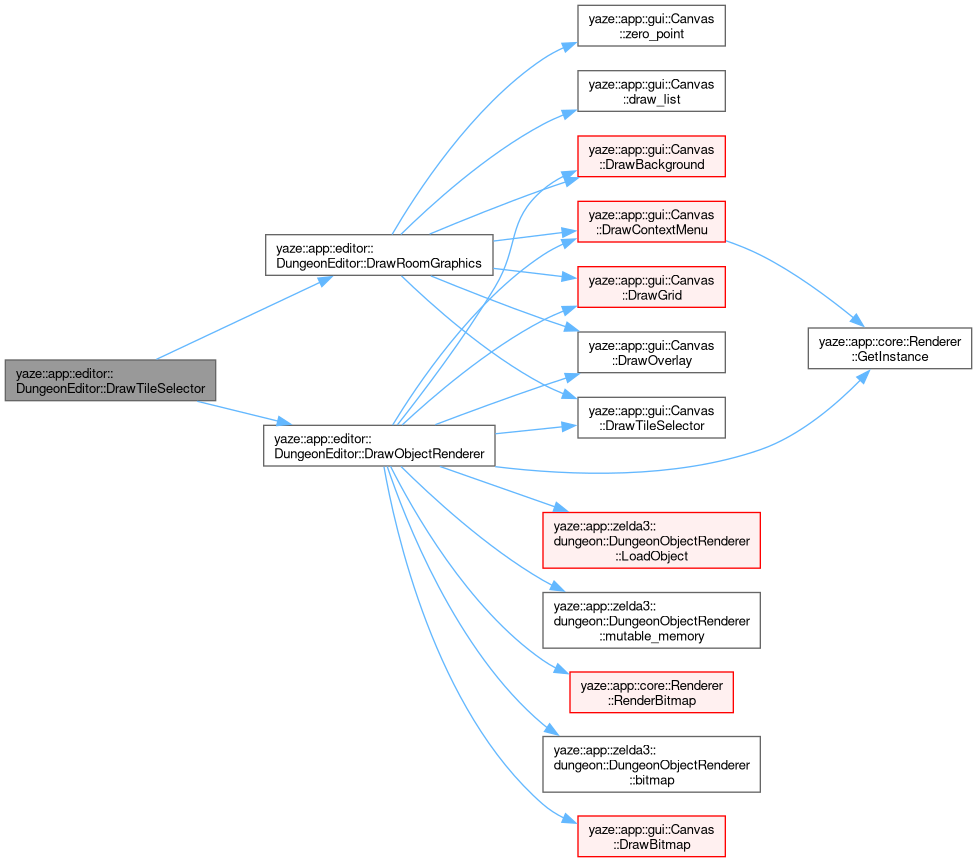 yaze::app::gui::Canvas
::zero_point
yaze::app::gui::Canvas
::draw_list
yaze::app::gui::Canvas
::DrawBackground
yaze::app::gui::Canvas
::DrawContextMenu
yaze::app::editor::
DungeonEditor::DrawRoomGraphics
yaze::app::gui::Canvas
::DrawGrid
yaze::app::gui::Canvas
::DrawOverlay
yaze::app::core::Renderer
::GetInstance
yaze::app::editor::
DungeonEditor::DrawTileSelector
yaze::app::gui::Canvas
::DrawTileSelector
yaze::app::editor::
DungeonEditor::DrawObjectRenderer
yaze::app::zelda3::
dungeon::DungeonObjectRenderer
::LoadObject
yaze::app::zelda3::
dungeon::DungeonObjectRenderer
::mutable_memory
yaze::app::core::Renderer
::RenderBitmap
yaze::app::zelda3::
dungeon::DungeonObjectRenderer
::bitmap
yaze::app::gui::Canvas
::DrawBitmap